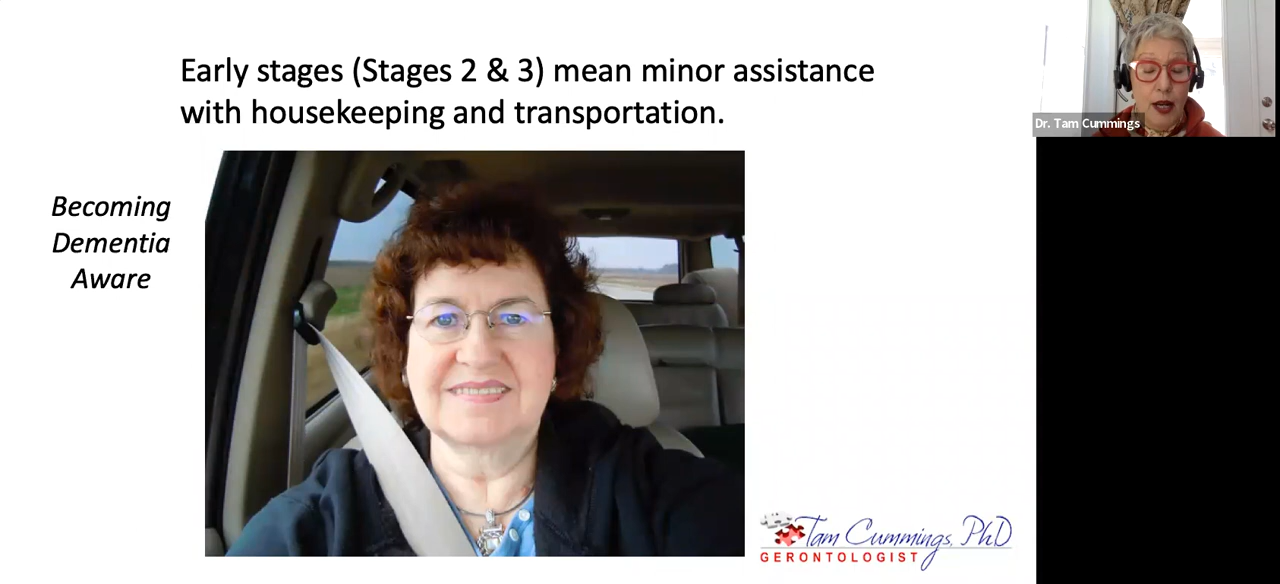 Early stages (Stages 2 & 3) mean minor assistance
with housekeeping and transportation.
Becoming
Dementia
Aware
Dr. Tam Cummings
Tam Cummings, PhD
GERONTOLOGIST